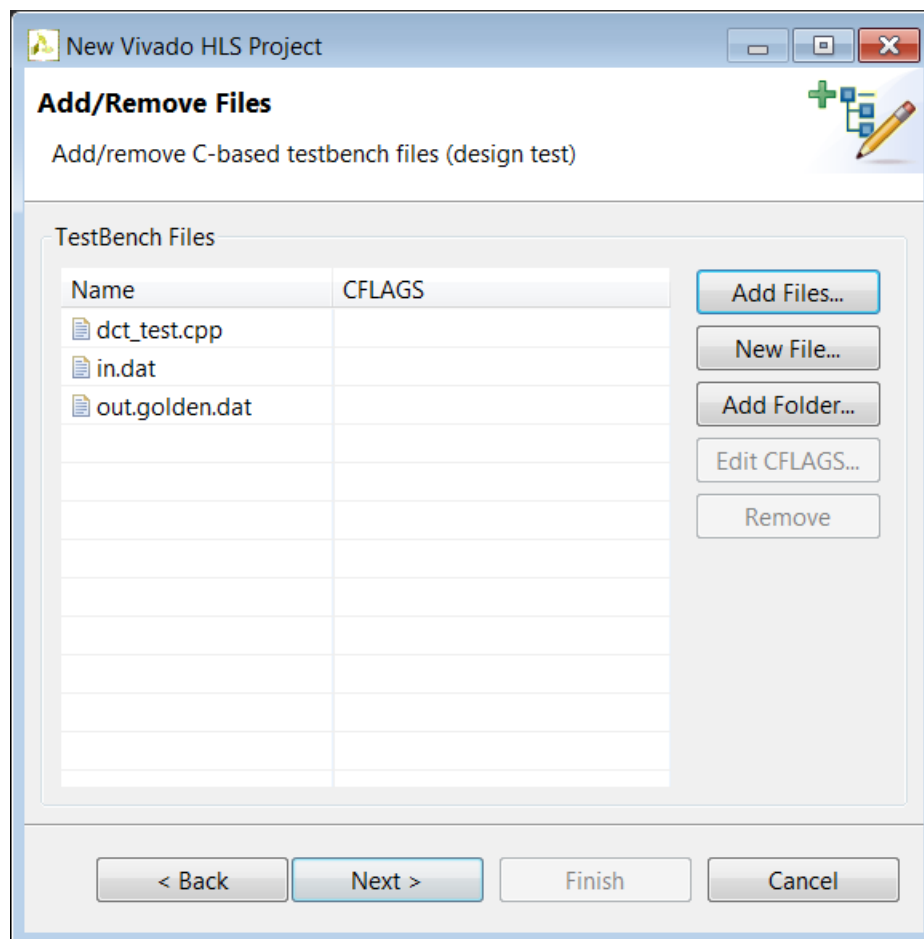 New Vivado HLS Project
Add/Remove Files
Add/remove C-based testbench files (design test)
TestBench Files
Name CFLAGS
dct_test.cpp
in.dat
out.golden.dat
Add Files...
New File...
Add Folder...
Edit CFLAGS...
Remove
< Back Next > Finish Cancel